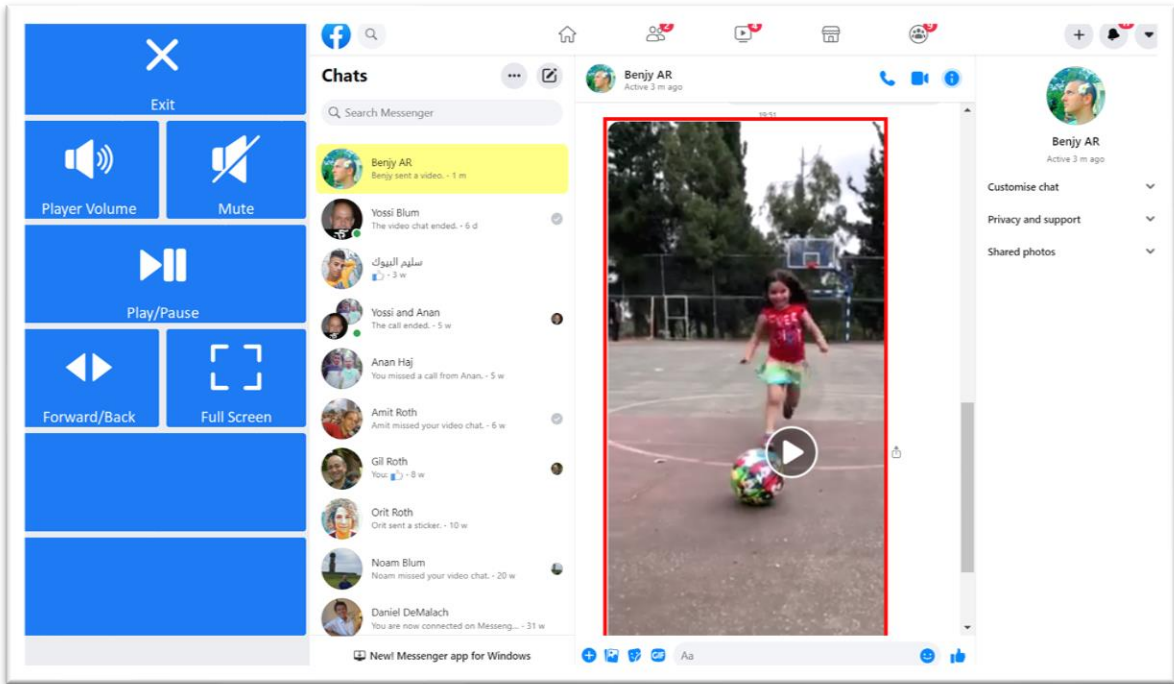 Exit
Player Volume
Mute
Play/Pause
Forward/Back
Full Screen
Chats
Search Messenger
Benjy AR
Benjy sent a video. - 1 m
Yossi Blum
The video chat ended. - 6 d
سليم البيوك
- 3 w
Yossi and Anan
The call ended. - 5 w
Anan Haj
You missed a call from Anan. - 5 w
Amit Roth
Amit missed your video chat. - 6 w
Gil Roth
You: - 8 w
Orit Roth
Orit sent a sticker. - 10 w
Noam Blum
Noam missed your video chat. - 20 w
Daniel DeMalach
You are now connected on Messeng... - 31 w
New! Messenger app for Windows
Benjy AR
Active 3 m ago
19:51
GIF
Aa
Benjy AR
Active 3 m ago
Customise chat
Privacy and support
Shared photos